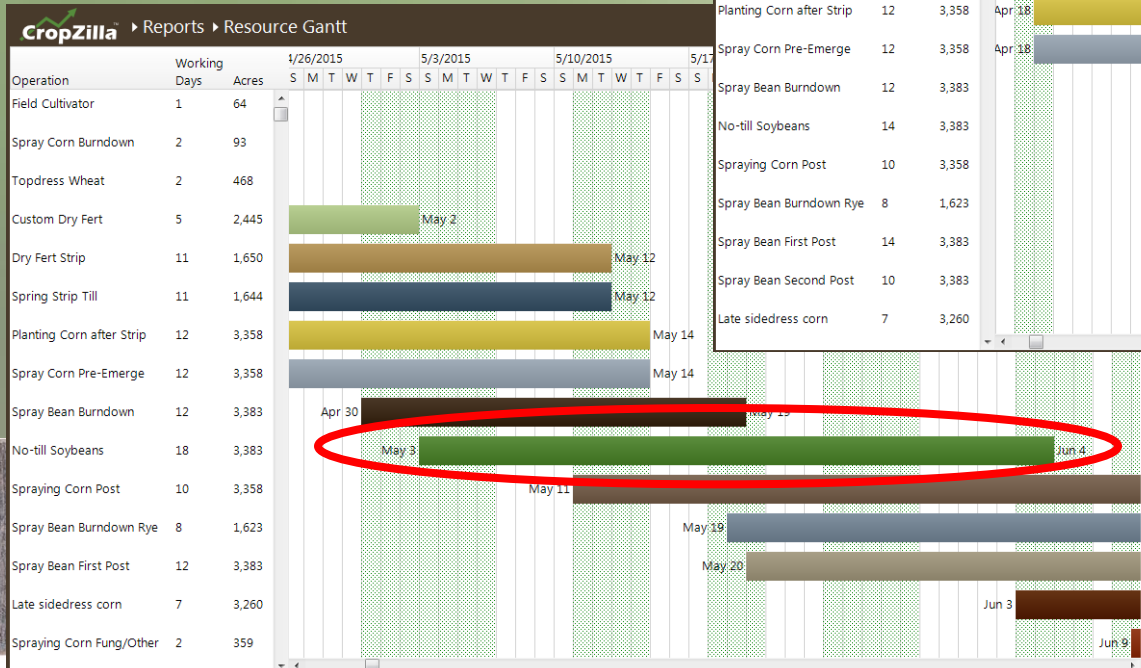 CropZilla™ ▸ Reports ▸ Resource Gantt
Operation Working Days Acres
4/26/2015 5/3/2015 5/10/2015 5/17
S M T W T F S S M T W T F S S M T W T F S S
Field Cultivator 1 64
Spray Corn Burndown 2 93
Topdress Wheat 2 468
Custom Dry Fert 5 2,445 May 2
Dry Fert Strip 11 1,650 May 12
Spring Strip Till 11 1,644 May 12
Planting Corn after Strip 12 3,358 May 14
Spray Corn Pre-Emerge 12 3,358 May 14
Spray Bean Burndown 12 3,383 Apr 30 May 19
No-till Soybeans 18 3,383 May 3 Jun 4
Spraying Corn Post 10 3,358 May 11
Spray Bean Burndown Rye 8 1,623 May 19
Spray Bean First Post 12 3,383 May 20
Late sidedress corn 7 3,260 Jun 3
Spraying Corn Fung/Other 2 359 Jun 9
Planting Corn after Strip 12 3,358 Apr 18
Spray Corn Pre-Emerge 12 3,358 Apr 18
Spray Bean Burndown 12 3,383
No-till Soybeans 14 3,383
Spraying Corn Post 10 3,358
Spray Bean Burndown Rye 8 1,623
Spray Bean First Post 14 3,383
Spray Bean Second Post 10 3,383
Late sidedress corn 7 3,260